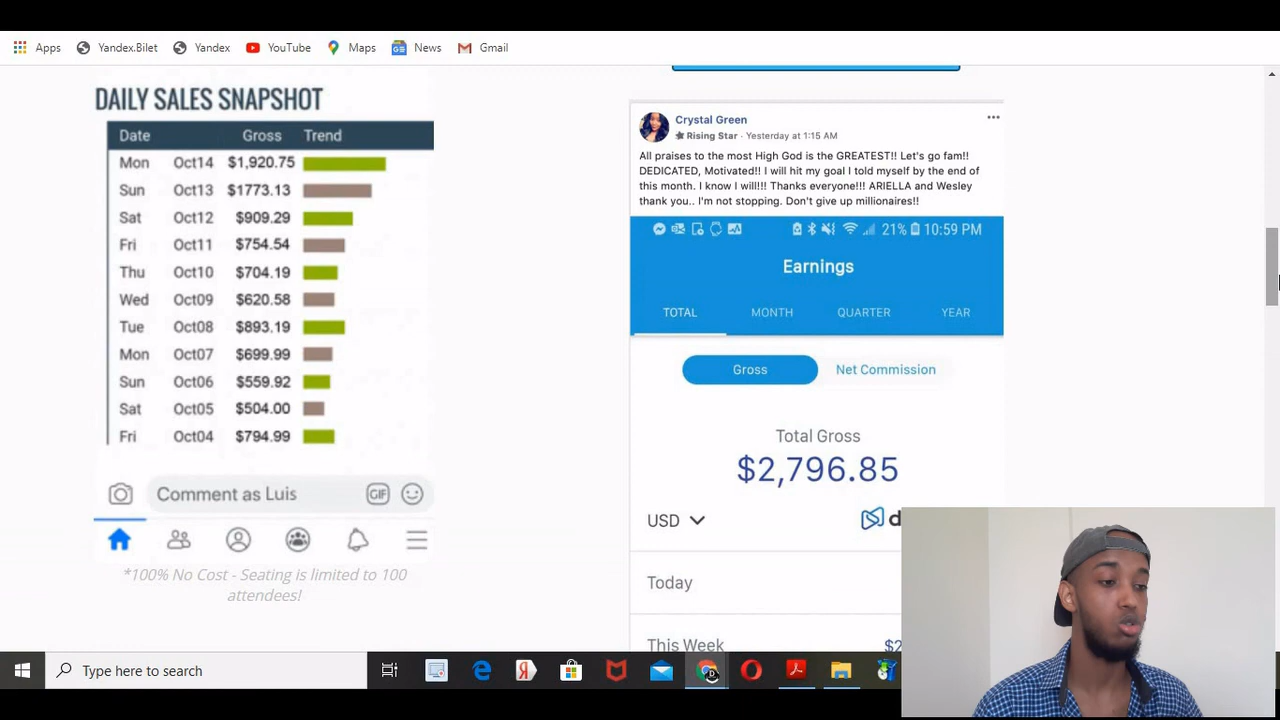 Apps Yandex.Bilet Yandex YouTube Maps News Gmail
DAILY SALES SNAPSHOT
Date Gross Trend
Mon Oct14 $1,920.75
Sun Oct13 $1773.13
Sat Oct12 $909.29
Fri Oct11 $754.54
Thu Oct10 $704.19
Wed Oct09 $620.58
Tue Oct08 $893.19
Mon Oct07 $699.99
Sun Oct06 $559.92
Sat Oct05 $504.00
Fri Oct04 $794.99
Comment as Luis GIF
*100% No Cost - Seating is limited to 100
attendees!
Crystal Green
Rising Star · Yesterday at 1:15 AM
All praises to the most High God is the GREATEST!! Let's go fam!!
DEDICATED, Motivated!! I will hit my goal I told myself by the end of
this month. I know I will!!! Thanks everyone!!! ARIELLA and Wesley
thank you.. I'm not stopping. Don't give up millionaires!!
21% 10:59 PM
Earnings
TOTAL MONTH QUARTER YEAR
Gross Net Commission
Total Gross
$2,796.85
USD d
Today
This Week $2
Type here to search